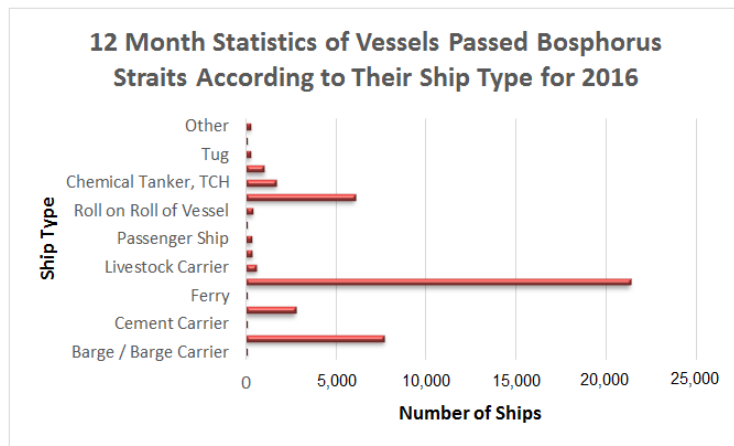 12 Month Statistics of Vessels Passed Bosphorus
Straits According to Their Ship Type for 2016
Ship Type
Other
Tug
Chemical Tanker, TCH
Roll on Roll of Vessel
Passenger Ship
Livestock Carrier
Ferry
Cement Carrier
Barge / Barge Carrier
0 5,000 10,000 15,000 20,000 25,000
Number of Ships